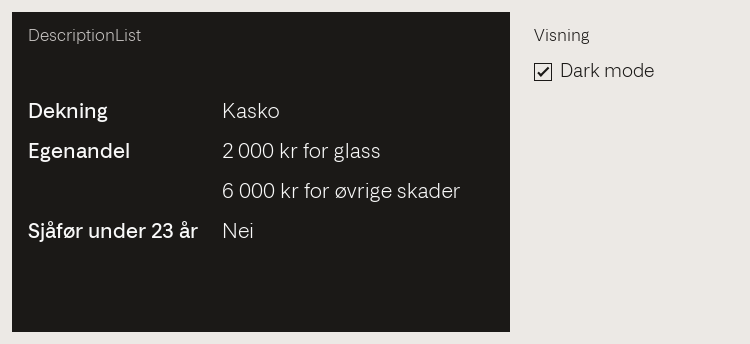 DescriptionList
Visning
Dark mode
Dekning Kasko
Egenandel 2 000 kr for glass
6 000 kr for øvrige skader
Sjåfør under 23 år Nei